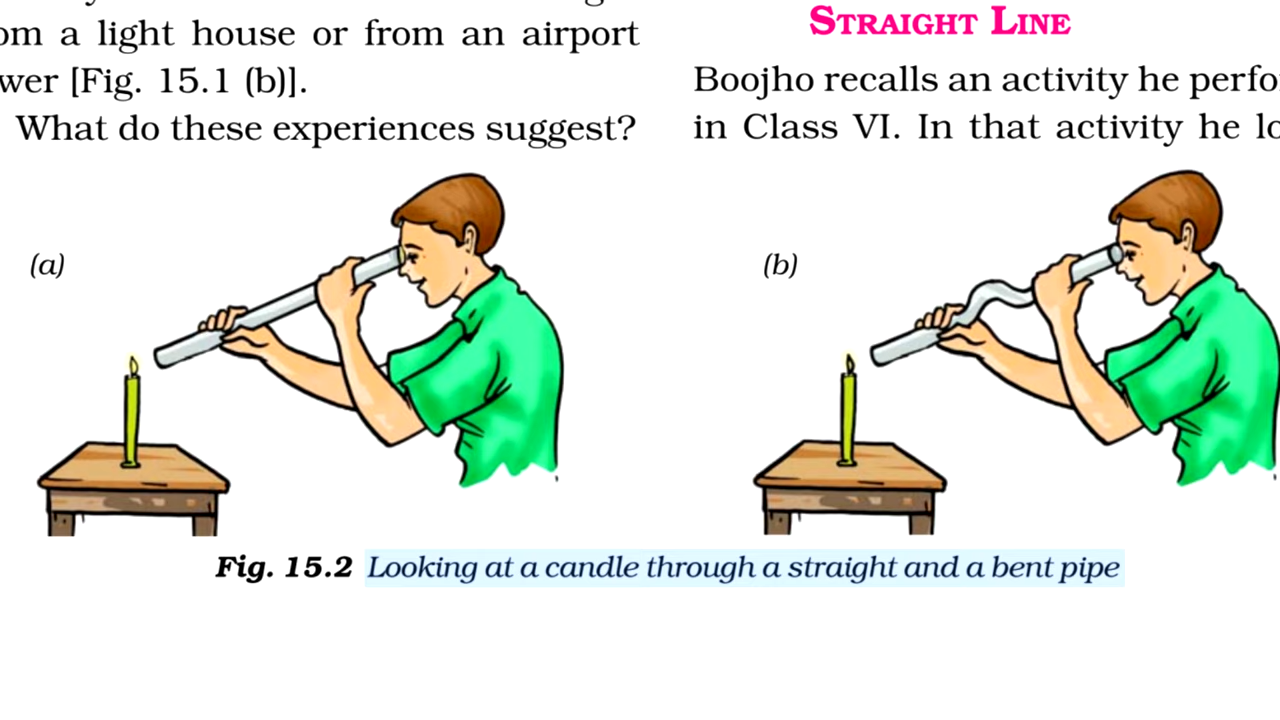 om a light house or from an airport
wer [Fig. 15.1 (b)].
What do these experiences suggest?
STRAIGHT LINE
Boojho recalls an activity he perfo
in Class VI. In that activity he lo
(a)
(b)
Fig. 15.2 Looking at a candle through a straight and a bent pipe